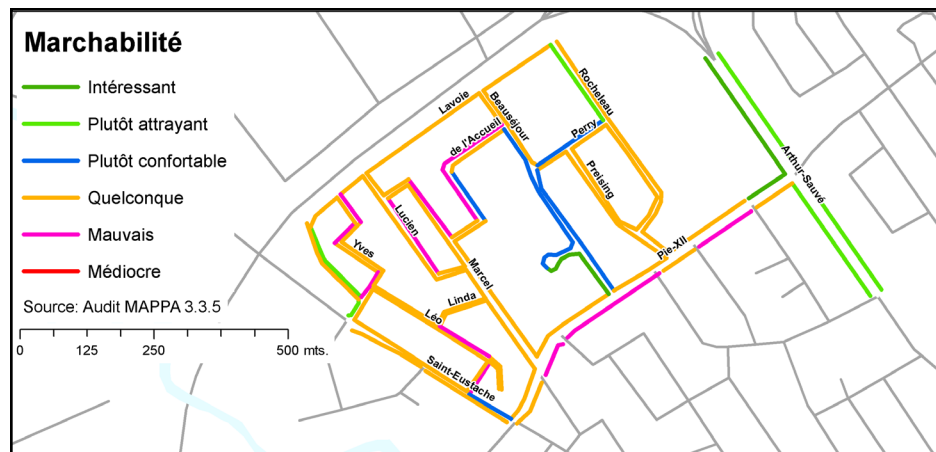 Marchabilité
Intéressant
Plutôt attrayant
Plutôt confortable
Quelconque
Mauvais
Médiocre
Source: Audit MAPPA 3.3.5
0 125 250 500 mts.
Lavoie
Beauséjour
Rocheleau
de l'Accueil
Perry
Preising
Arthur-Sauvé
Lucien
Yves
Marcel
Pie-XII
Linda
Léo
Saint-Eustache